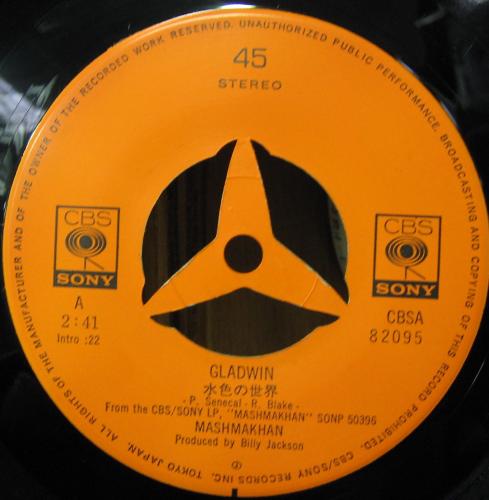 45
STEREO
CBS
SONY
CBS
SONY
A
2:41
Intro :22
CBSA
82095
GLADWIN
水色の世界
- P. Senecal - R. Blake -
From the CBS/SONY LP, "MASHMAKHAN" SONP 50396
MASHMAKHAN
Produced by Billy Jackson
Ⓟ
ALL RIGHTS OF THE MANUFACTURER AND OF THE OWNER OF THE RECORDED WORK RESERVED. UNAUTHORIZED PUBLIC PERFORMANCE, BROADCASTING AND COPYING OF THIS RECORD PROHIBITED. CBS/SONY RECORDS INC. TOKYO JAPAN.